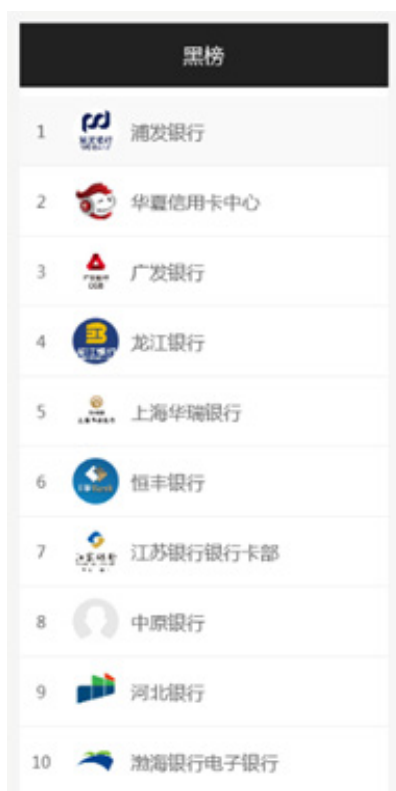 黑榜
1 浦发银行
2 华夏信用卡中心
3 广发银行
4 龙江银行
5 上海华瑞银行
6 恒丰银行
7 江苏银行银行卡部
8 中原银行
9 河北银行
10 渤海银行电子银行